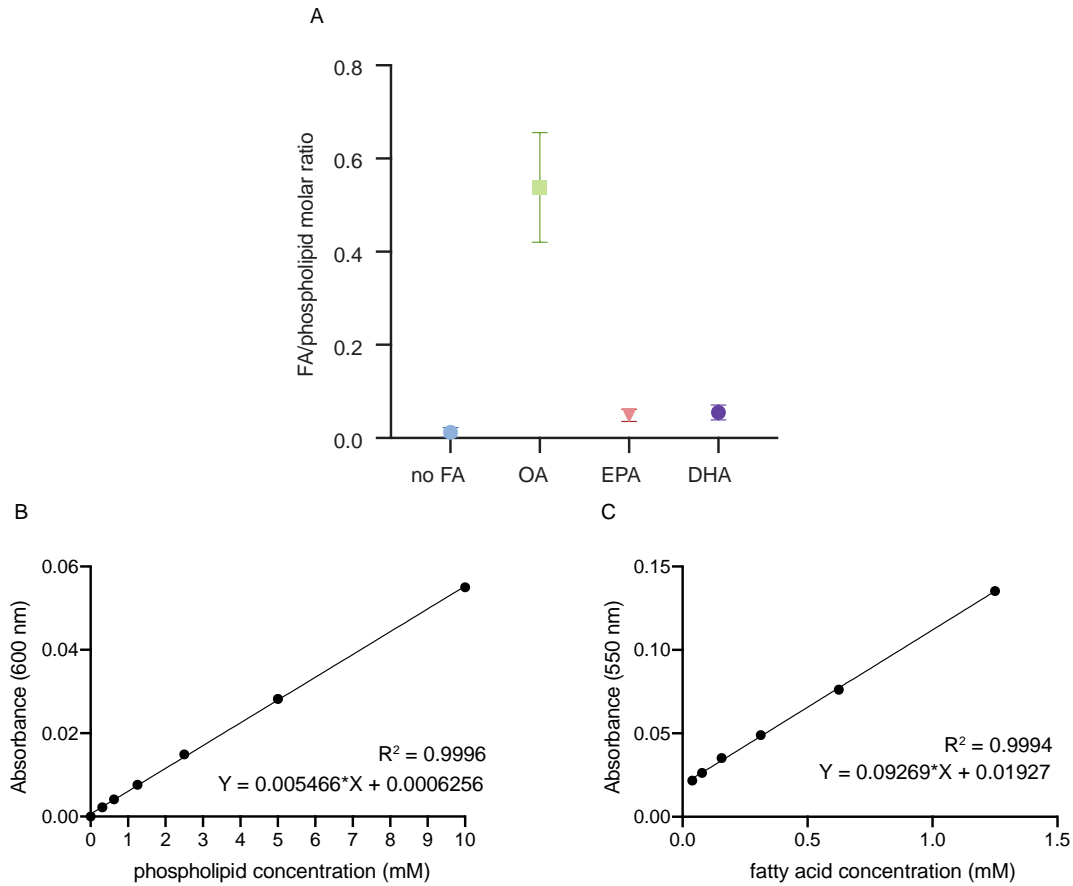 A
FA/phospholipid molar ratio
0.8
0.6
0.4
0.2
0.0
no FA OA EPA DHA
B
Absorbance (600 nm)
0.06
0.04
0.02
0.00
R² = 0.9996
Y = 0.005466*X + 0.0006256
0 1 2 3 4 5 6 7 8 9 10
phospholipid concentration (mM)
C
Absorbance (550 nm)
0.15
0.10
0.05
0.00
R² = 0.9994
Y = 0.09269*X + 0.01927
0.0 0.5 1.0 1.5
fatty acid concentration (mM)